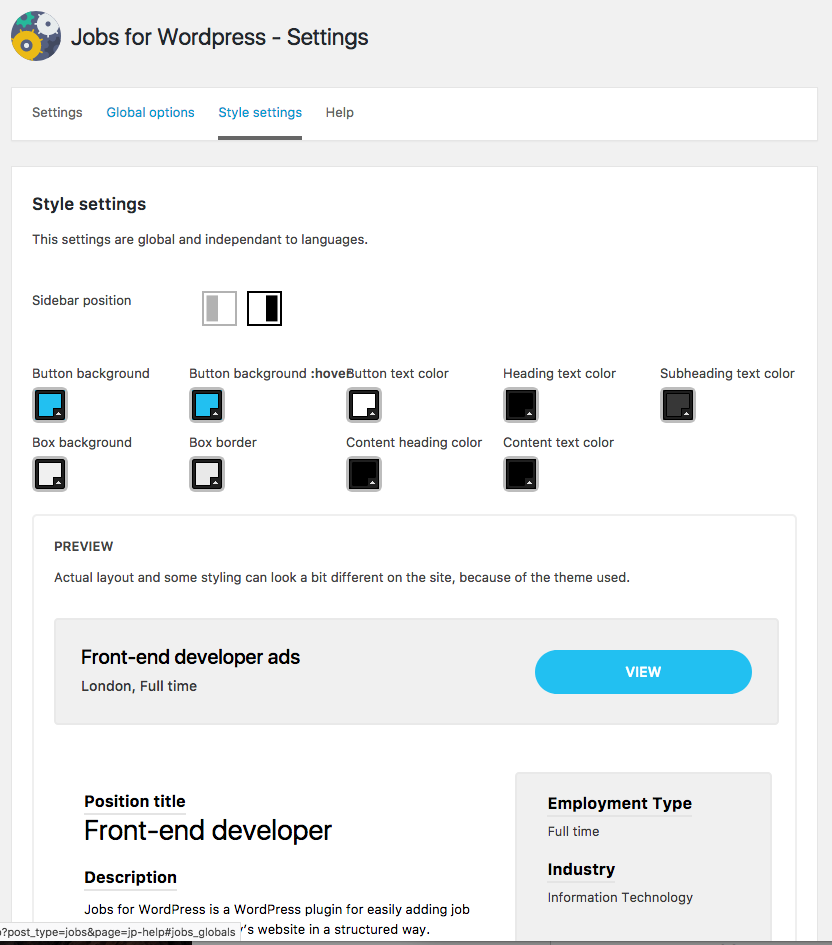 Jobs for Wordpress - Settings
Settings Global options Style settings Help
Style settings
This settings are global and independant to languages.
Sidebar position
Button background Button background :hover Button text color Heading text color Subheading text color
Box background Box border Content heading color Content text color
PREVIEW
Actual layout and some styling can look a bit different on the site, because of the theme used.
Front-end developer ads
London, Full time
VIEW
Position title
Front-end developer
Description
Jobs for WordPress is a WordPress plugin for easily adding job
's website in a structured way.
Employment Type
Full time
Industry
Information Technology
?post_type=jobs&page=jp-help#jobs_globals